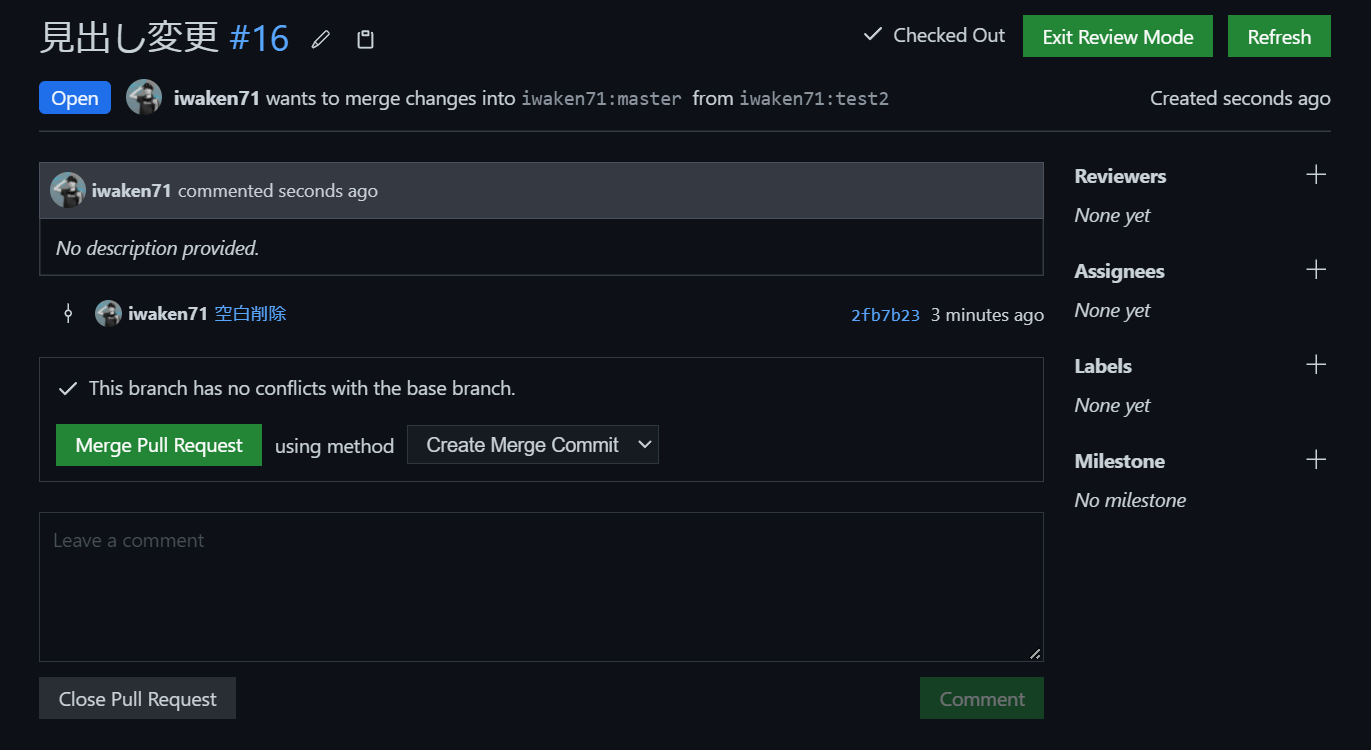 見出し変更 #16
Checked Out Exit Review Mode Refresh
Open iwaken71 wants to merge changes into iwaken71:master from iwaken71:test2 Created seconds ago
iwaken71 commented seconds ago
No description provided.
iwaken71 空白削除 2fb7b23 3 minutes ago
This branch has no conflicts with the base branch.
Merge Pull Request using method Create Merge Commit
Leave a comment
Close Pull Request Comment
Reviewers
None yet
Assignees
None yet
Labels
None yet
Milestone
No milestone